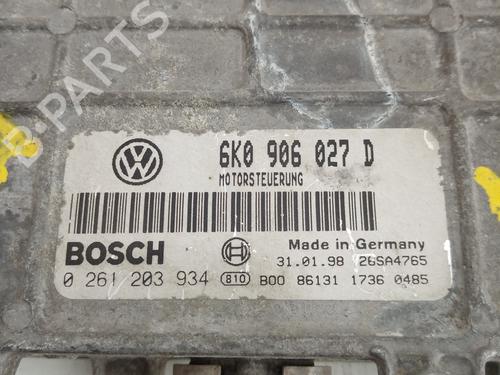 B-PARTS
6K0 906 027 D
MOTORSTEUERUNG
BOSCH
Made in Germany
31.01.98 26SA4765
0 261 203 934 810 B00 86131 1736 0485